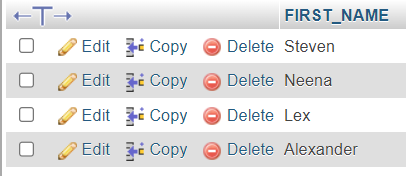 ←T→ FIRST_NAME
Edit Copy Delete Steven
Edit Copy Delete Neena
Edit Copy Delete Lex
Edit Copy Delete Alexander